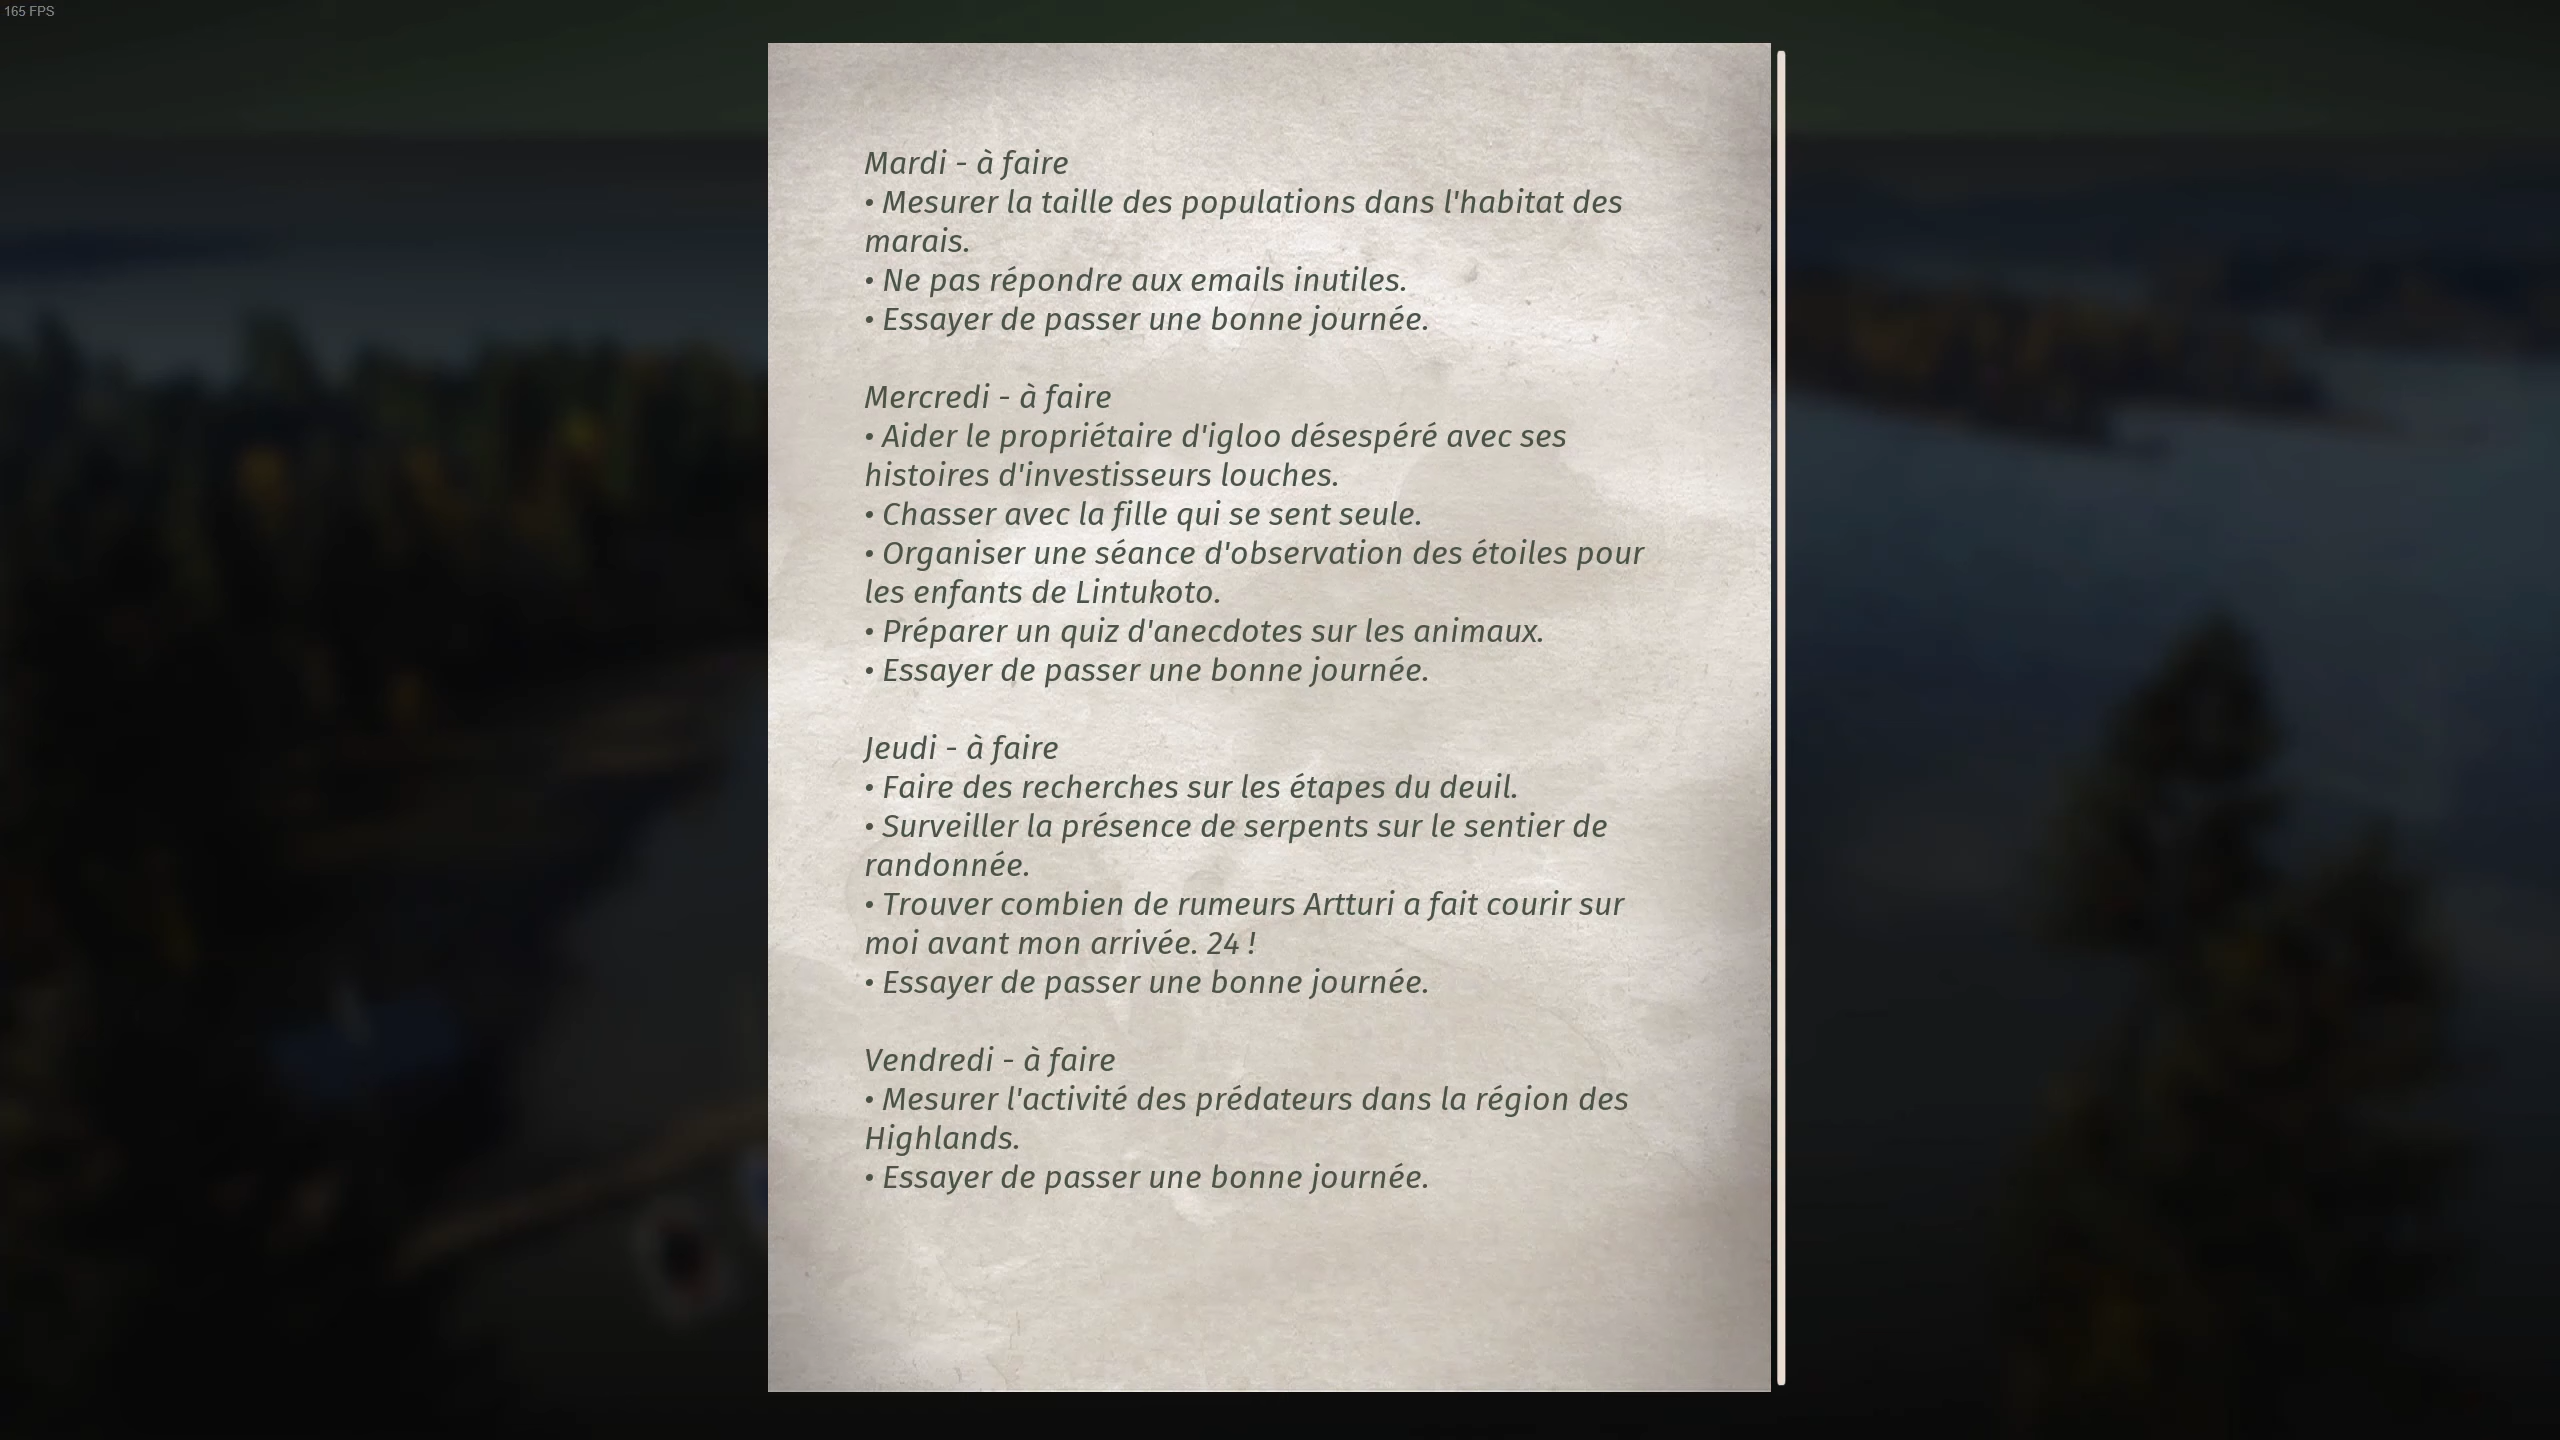 165 FPS
Mardi - à faire
• Mesurer la taille des populations dans l'habitat des
marais.
• Ne pas répondre aux emails inutiles.
• Essayer de passer une bonne journée.
Mercredi - à faire
• Aider le propriétaire d'igloo désespéré avec ses
histoires d'investisseurs louches.
• Chasser avec la fille qui se sent seule.
• Organiser une séance d'observation des étoiles pour
les enfants de Lintukoto.
• Préparer un quiz d'anecdotes sur les animaux.
• Essayer de passer une bonne journée.
Jeudi - à faire
• Faire des recherches sur les étapes du deuil.
• Surveiller la présence de serpents sur le sentier de
randonnée.
• Trouver combien de rumeurs Artturi a fait courir sur
moi avant mon arrivée. 24 !
• Essayer de passer une bonne journée.
Vendredi - à faire
• Mesurer l'activité des prédateurs dans la région des
Highlands.
• Essayer de passer une bonne journée.